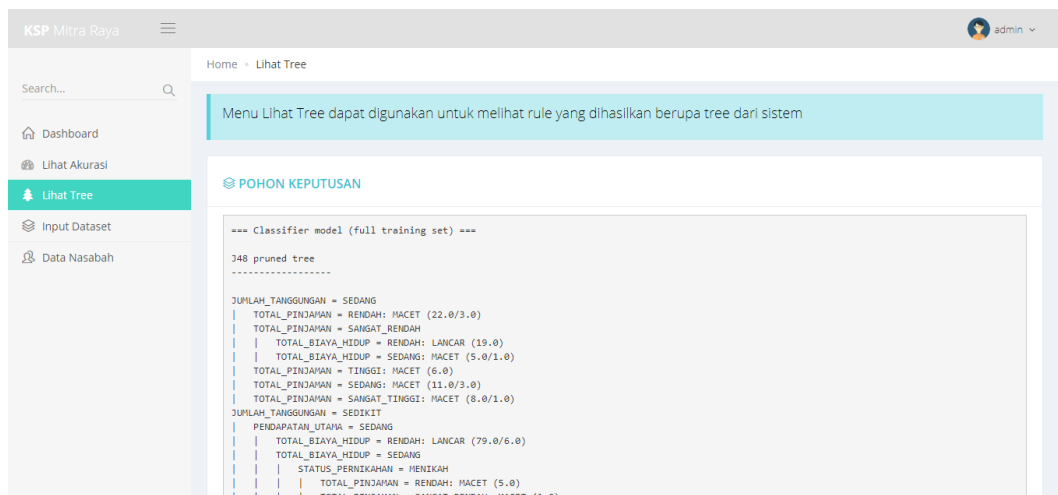 KSP Mitra Raya
admin
Home • Lihat Tree
Search...
Menu Lihat Tree dapat digunakan untuk melihat rule yang dihasilkan berupa tree dari sistem
Dashboard
Lihat Akurasi
Lihat Tree
Input Dataset
Data Nasabah
POHON KEPUTUSAN
=== Classifier model (full training set) ===
J48 pruned tree
------------------
JUMLAH_TANGGUNGAN = SEDANG
|   TOTAL_PINJAMAN = RENDAH: MACET (22.0/3.0)
|   TOTAL_PINJAMAN = SANGAT_RENDAH
|   |   TOTAL_BIAYA_HIDUP = RENDAH: LANCAR (19.0)
|   |   TOTAL_BIAYA_HIDUP = SEDANG: MACET (5.0/1.0)
|   TOTAL_PINJAMAN = TINGGI: MACET (6.0)
|   TOTAL_PINJAMAN = SEDANG: MACET (11.0/3.0)
|   TOTAL_PINJAMAN = SANGAT_TINGGI: MACET (8.0/1.0)
JUMLAH_TANGGUNGAN = SEDIKIT
|   PENDAPATAN_UTAMA = SEDANG
|   |   TOTAL_BIAYA_HIDUP = RENDAH: LANCAR (79.0/6.0)
|   |   TOTAL_BIAYA_HIDUP = SEDANG
|   |   |   STATUS_PERNIKAHAN = MENIKAH
|   |   |   |   TOTAL_PINJAMAN = RENDAH: MACET (5.0)